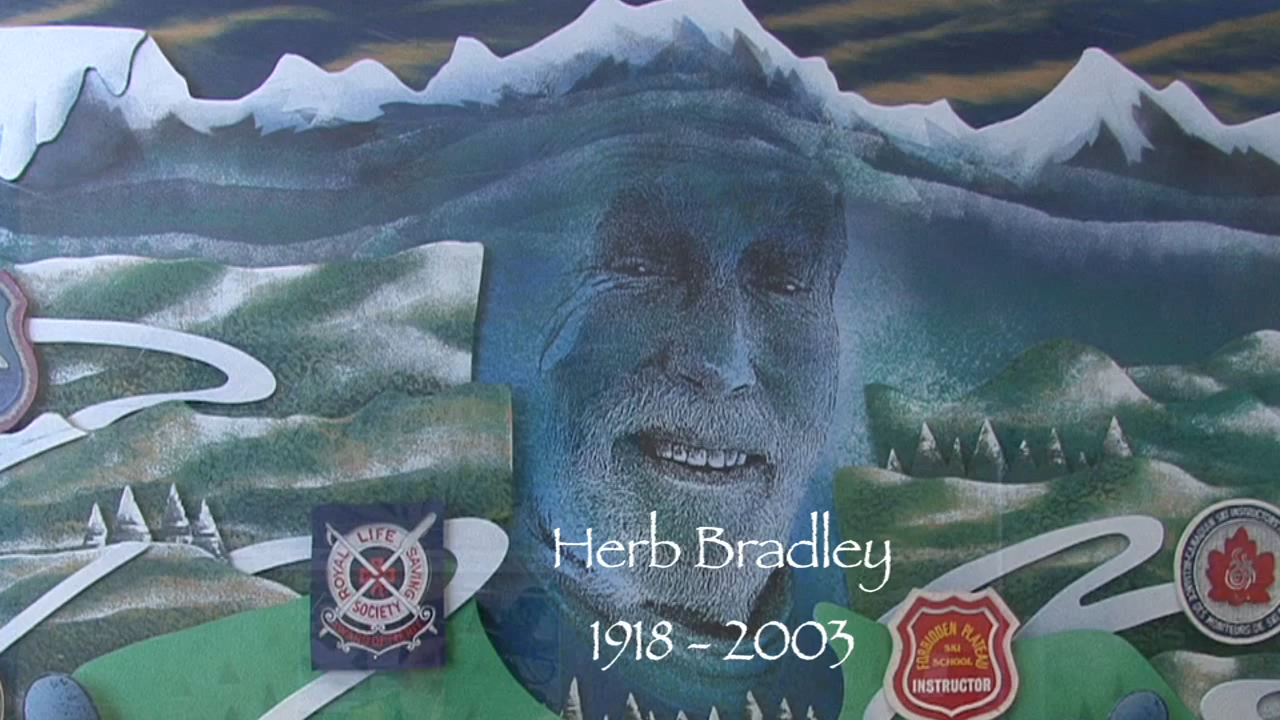 Herb Bradley
1918 – 2003
ROYAL LIFE SAVING
SOCIETY
FORBIDDEN PLATEAU
SKI
SCHOOL
INSTRUCTOR